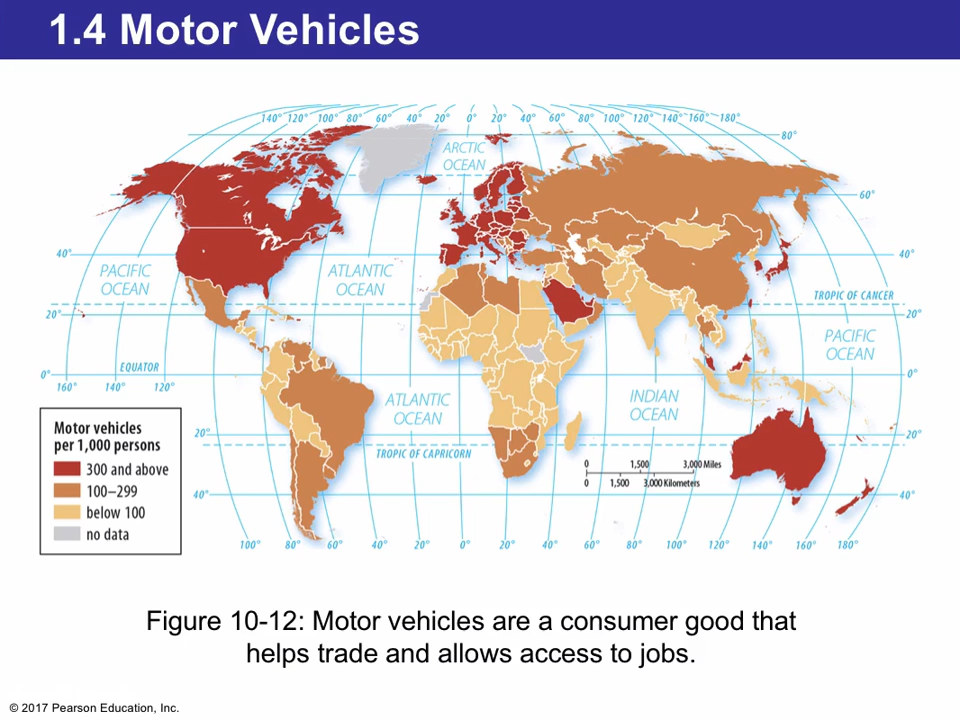 1.4 Motor Vehicles
140° 120° 100° 80° 60° 40° 20° 0° 20° 40° 60° 80° 100° 120° 140° 160° 180°
80°
ARCTIC
OCEAN
60°
40°
40°
PACIFIC
OCEAN
ATLANTIC
OCEAN
TROPIC OF CANCER
20°
20°
PACIFIC
OCEAN
EQUATOR
0°
0°
160° 140° 120°
ATLANTIC
OCEAN
INDIAN
OCEAN
20°
20°
TROPIC OF CAPRICORN
0 1,500 3,000 Miles
0 1,500 3,000 Kilometers
40°
40°
100° 80° 60° 40° 20° 0° 20° 40° 60° 80° 100° 120° 140° 160° 180°
Motor vehicles
per 1,000 persons
300 and above
100–299
below 100
no data
Figure 10-12: Motor vehicles are a consumer good that
helps trade and allows access to jobs.
© 2017 Pearson Education, Inc.